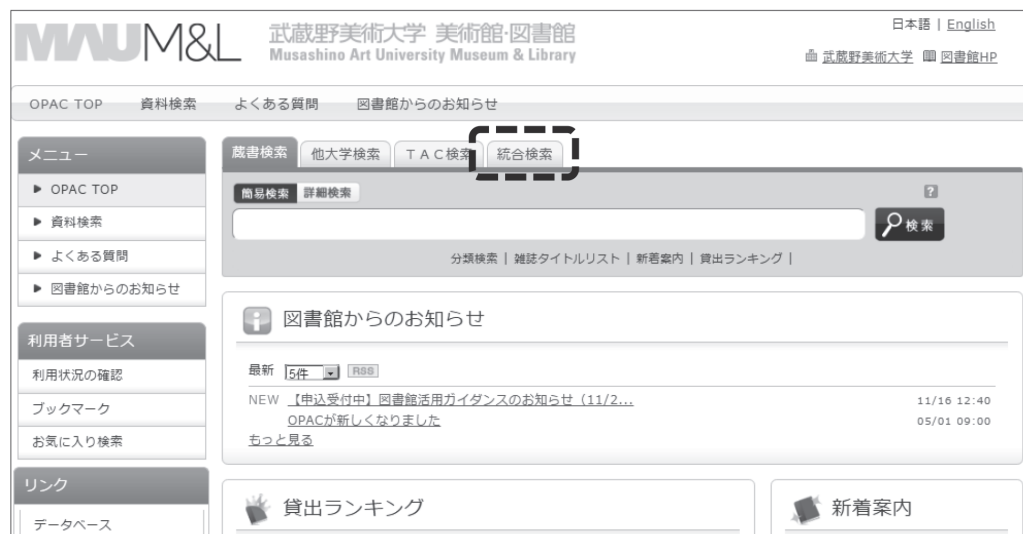 MAU M&L 武蔵野美術大学 美術館・図書館
Musashino Art University Museum & Library
日本語 | English
武蔵野美術大学 図書館HP
OPAC TOP 資料検索 よくある質問 図書館からのお知らせ
メニュー
OPAC TOP
資料検索
よくある質問
図書館からのお知らせ
利用者サービス
利用状況の確認
ブックマーク
お気に入り検索
リンク
データベース
蔵書検索 他大学検索 TAC検索 統合検索
簡易検索 詳細検索 ?
検索
分類検索 | 雑誌タイトルリスト | 新着案内 | 貸出ランキング |
図書館からのお知らせ
最新 5件 RSS
NEW 【申込受付中】図書館活用ガイダンスのお知らせ(11/2... 11/16 12:40
OPACが新しくなりました 05/01 09:00
もっと見る
貸出ランキング
新着案内